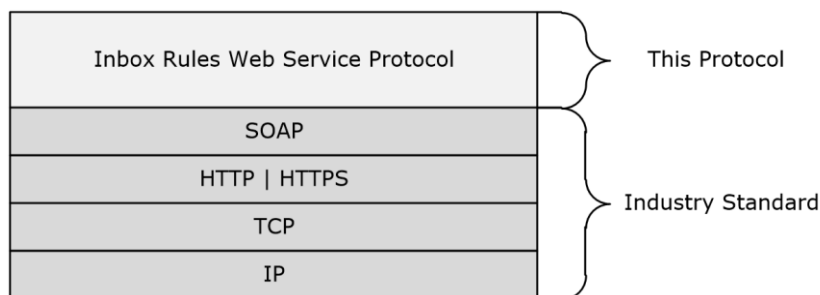 Inbox Rules Web Service Protocol
This Protocol
SOAP
HTTP | HTTPS
Industry Standard
TCP
IP